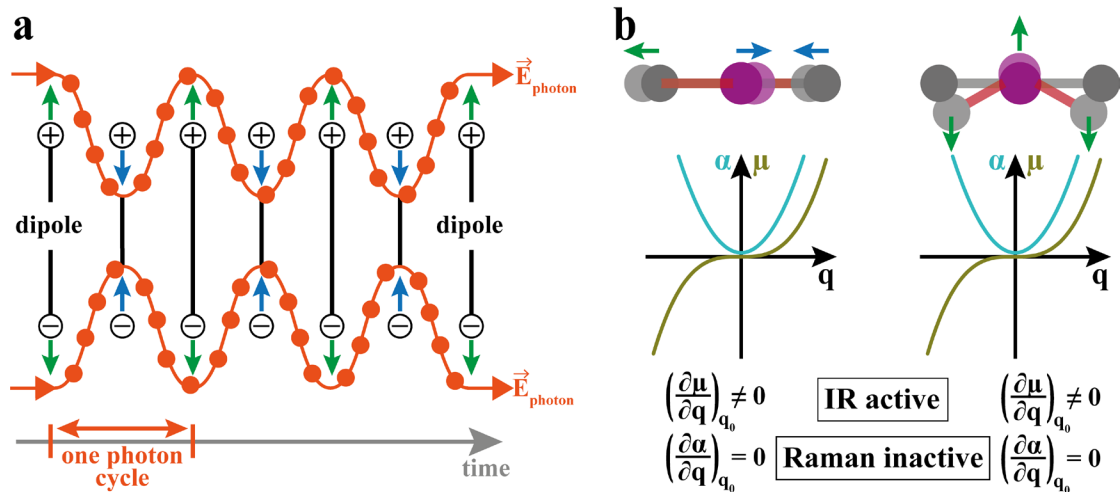 a
E⃗photon
+ + + + + + +
dipole dipole
− − − − − − −
E⃗photon
one photon
cycle
time
b
α μ
q
α μ
q
(∂μ/∂q)q₀ ≠ 0
IR active
(∂μ/∂q)q₀ ≠ 0
(∂α/∂q)q₀ = 0
Raman inactive
(∂α/∂q)q₀ = 0